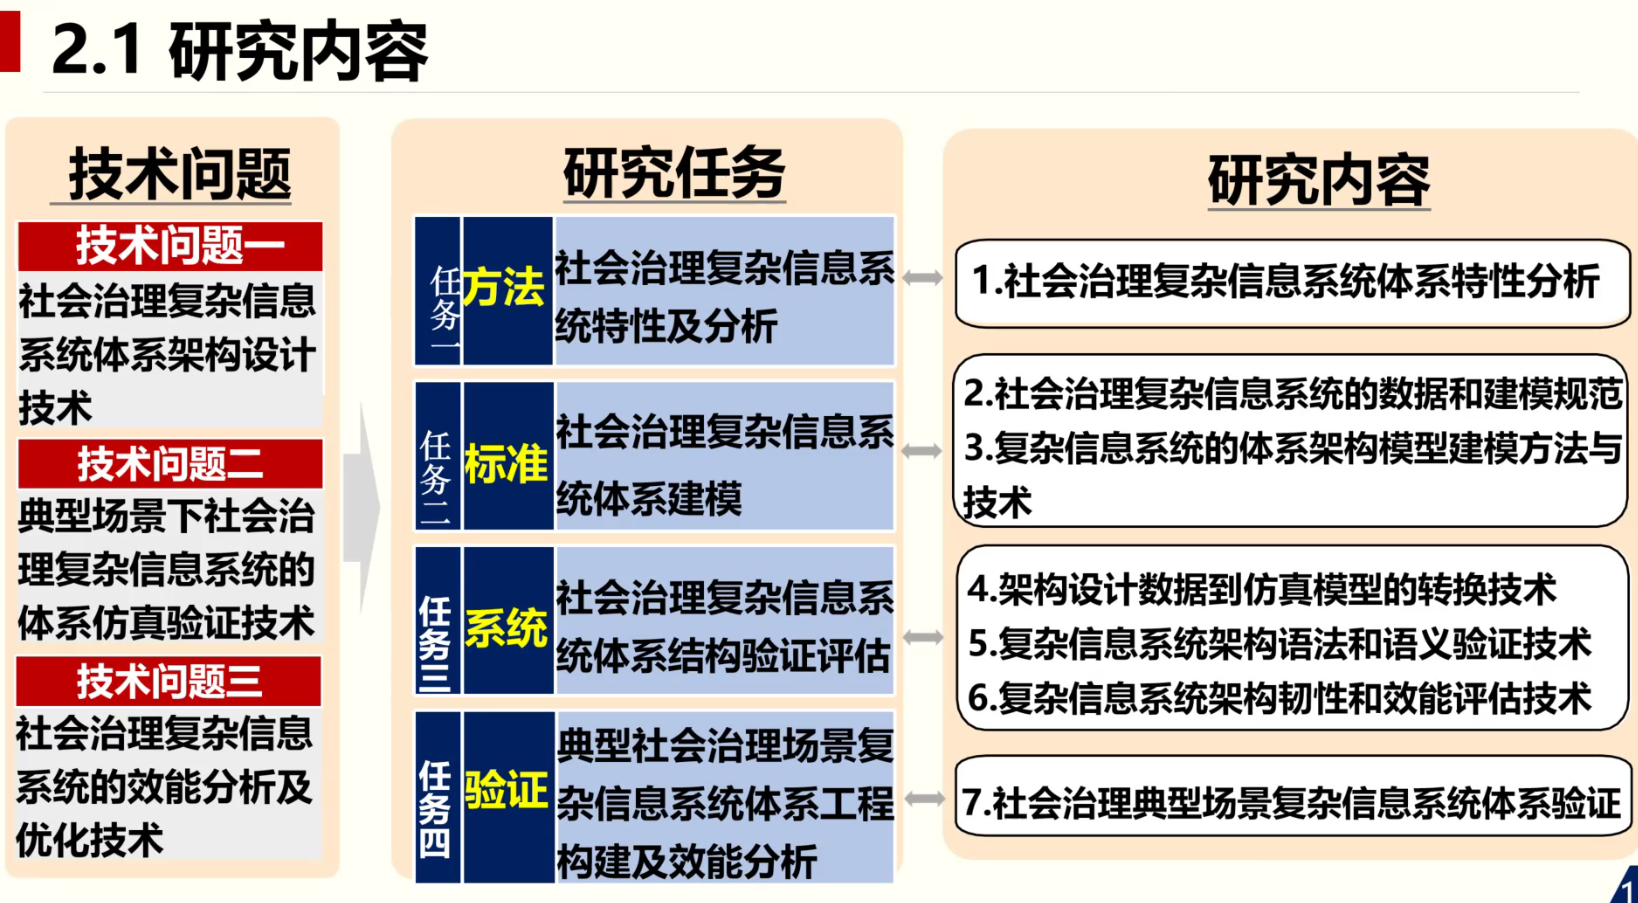 2.1 研究内容
技术问题
技术问题一
社会治理复杂信息
系统体系架构设计
技术
技术问题二
典型场景下社会治
理复杂信息系统的
体系仿真验证技术
技术问题三
社会治理复杂信息
系统的效能分析及
优化技术
研究任务
任务一
方法
社会治理复杂信息系
统特性及分析
任务二
标准
社会治理复杂信息系
统体系建模
任务三
系统
社会治理复杂信息系
统体系结构验证评估
任务四
验证
典型社会治理场景复
杂信息系统体系工程
构建及效能分析
研究内容
1.社会治理复杂信息系统体系特性分析
2.社会治理复杂信息系统的数据和建模规范
3.复杂信息系统的体系架构模型建模方法与
技术
4.架构设计数据到仿真模型的转换技术
5.复杂信息系统架构语法和语义验证技术
6.复杂信息系统架构韧性和效能评估技术
7.社会治理典型场景复杂信息系统体系验证
1